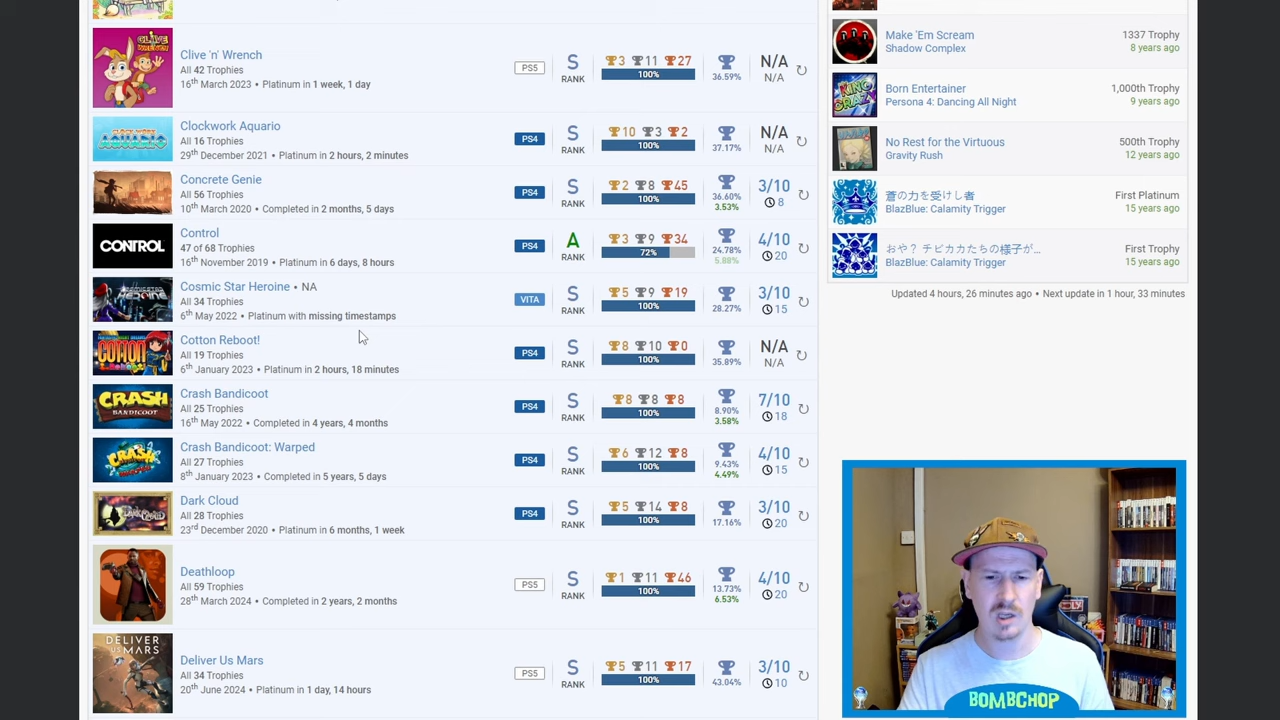 Clive 'n' Wrench
All 42 Trophies
16th March 2023 • Platinum in 1 week, 1 day
PS5
S
RANK
3 11 27
100%
36.59%
N/A
N/A
CLOCKWORK
AQUARIO
Clockwork Aquario
All 16 Trophies
29th December 2021 • Platinum in 2 hours, 2 minutes
PS4
S
RANK
10 3 2
100%
37.17%
N/A
N/A
Concrete Genie
All 56 Trophies
10th March 2020 • Completed in 2 months, 5 days
PS4
S
RANK
2 8 45
100%
36.60%
3.53%
3/10
8
CONTROL
Control
47 of 68 Trophies
16th November 2019 • Platinum in 6 days, 8 hours
PS4
A
RANK
3 9 34
72%
24.78%
5.88%
4/10
20
COSMIC STAR
HEROINE
Cosmic Star Heroine • NA
All 34 Trophies
6th May 2022 • Platinum with missing timestamps
VITA
S
RANK
5 9 19
100%
28.27%
3/10
15
COTTON
Cotton Reboot!
All 19 Trophies
6th January 2023 • Platinum in 2 hours, 18 minutes
PS4
S
RANK
8 10 0
100%
35.89%
N/A
N/A
CRASH
BANDICOOT
Crash Bandicoot
All 25 Trophies
16th May 2022 • Completed in 4 years, 4 months
PS4
S
RANK
8 8 8
100%
8.90%
3.58%
7/10
18
CRASH
Crash Bandicoot: Warped
All 27 Trophies
8th January 2023 • Completed in 5 years, 5 days
PS4
S
RANK
6 12 8
100%
9.43%
4.49%
4/10
15
DARK CLOUD
Dark Cloud
All 28 Trophies
23rd December 2020 • Platinum in 6 months, 1 week
PS4
S
RANK
5 14 8
100%
17.16%
3/10
20
Deathloop
All 59 Trophies
28th March 2024 • Completed in 2 years, 2 months
PS5
S
RANK
1 11 46
100%
13.73%
6.53%
4/10
20
DELIVER
US MARS
Deliver Us Mars
All 34 Trophies
20th June 2024 • Platinum in 1 day, 14 hours
PS5
S
RANK
5 11 17
100%
43.04%
3/10
10
Make 'Em Scream
Shadow Complex
1337 Trophy
8 years ago
KING
CRAZY
Born Entertainer
Persona 4: Dancing All Night
1,000th Trophy
9 years ago
No Rest for the Virtuous
Gravity Rush
500th Trophy
12 years ago
蒼の力を受けし者
BlazBlue: Calamity Trigger
First Platinum
15 years ago
おや？ チビカカたちの様子が…
BlazBlue: Calamity Trigger
First Trophy
15 years ago
Updated 4 hours, 26 minutes ago • Next update in 1 hour, 33 minutes
BOMBCHOP